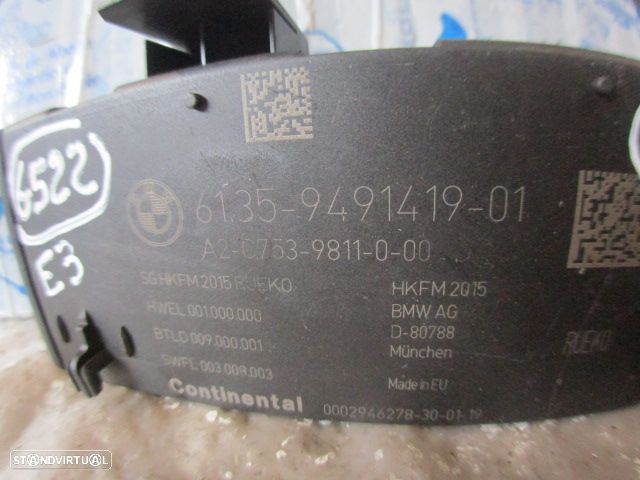 6522
E3
6135-9491419-01
A2-C753-9811-0-00
SG HKFM 2015 RUEKO
HWEL 001.000.000
BTLD 009.000.001
SWFL 003.008.003
HKFM 2015
BMW AG
D-80788
München
Made in EU
RUEKO
Continental
0002946278-30-01-19
STANDVIRTUAL